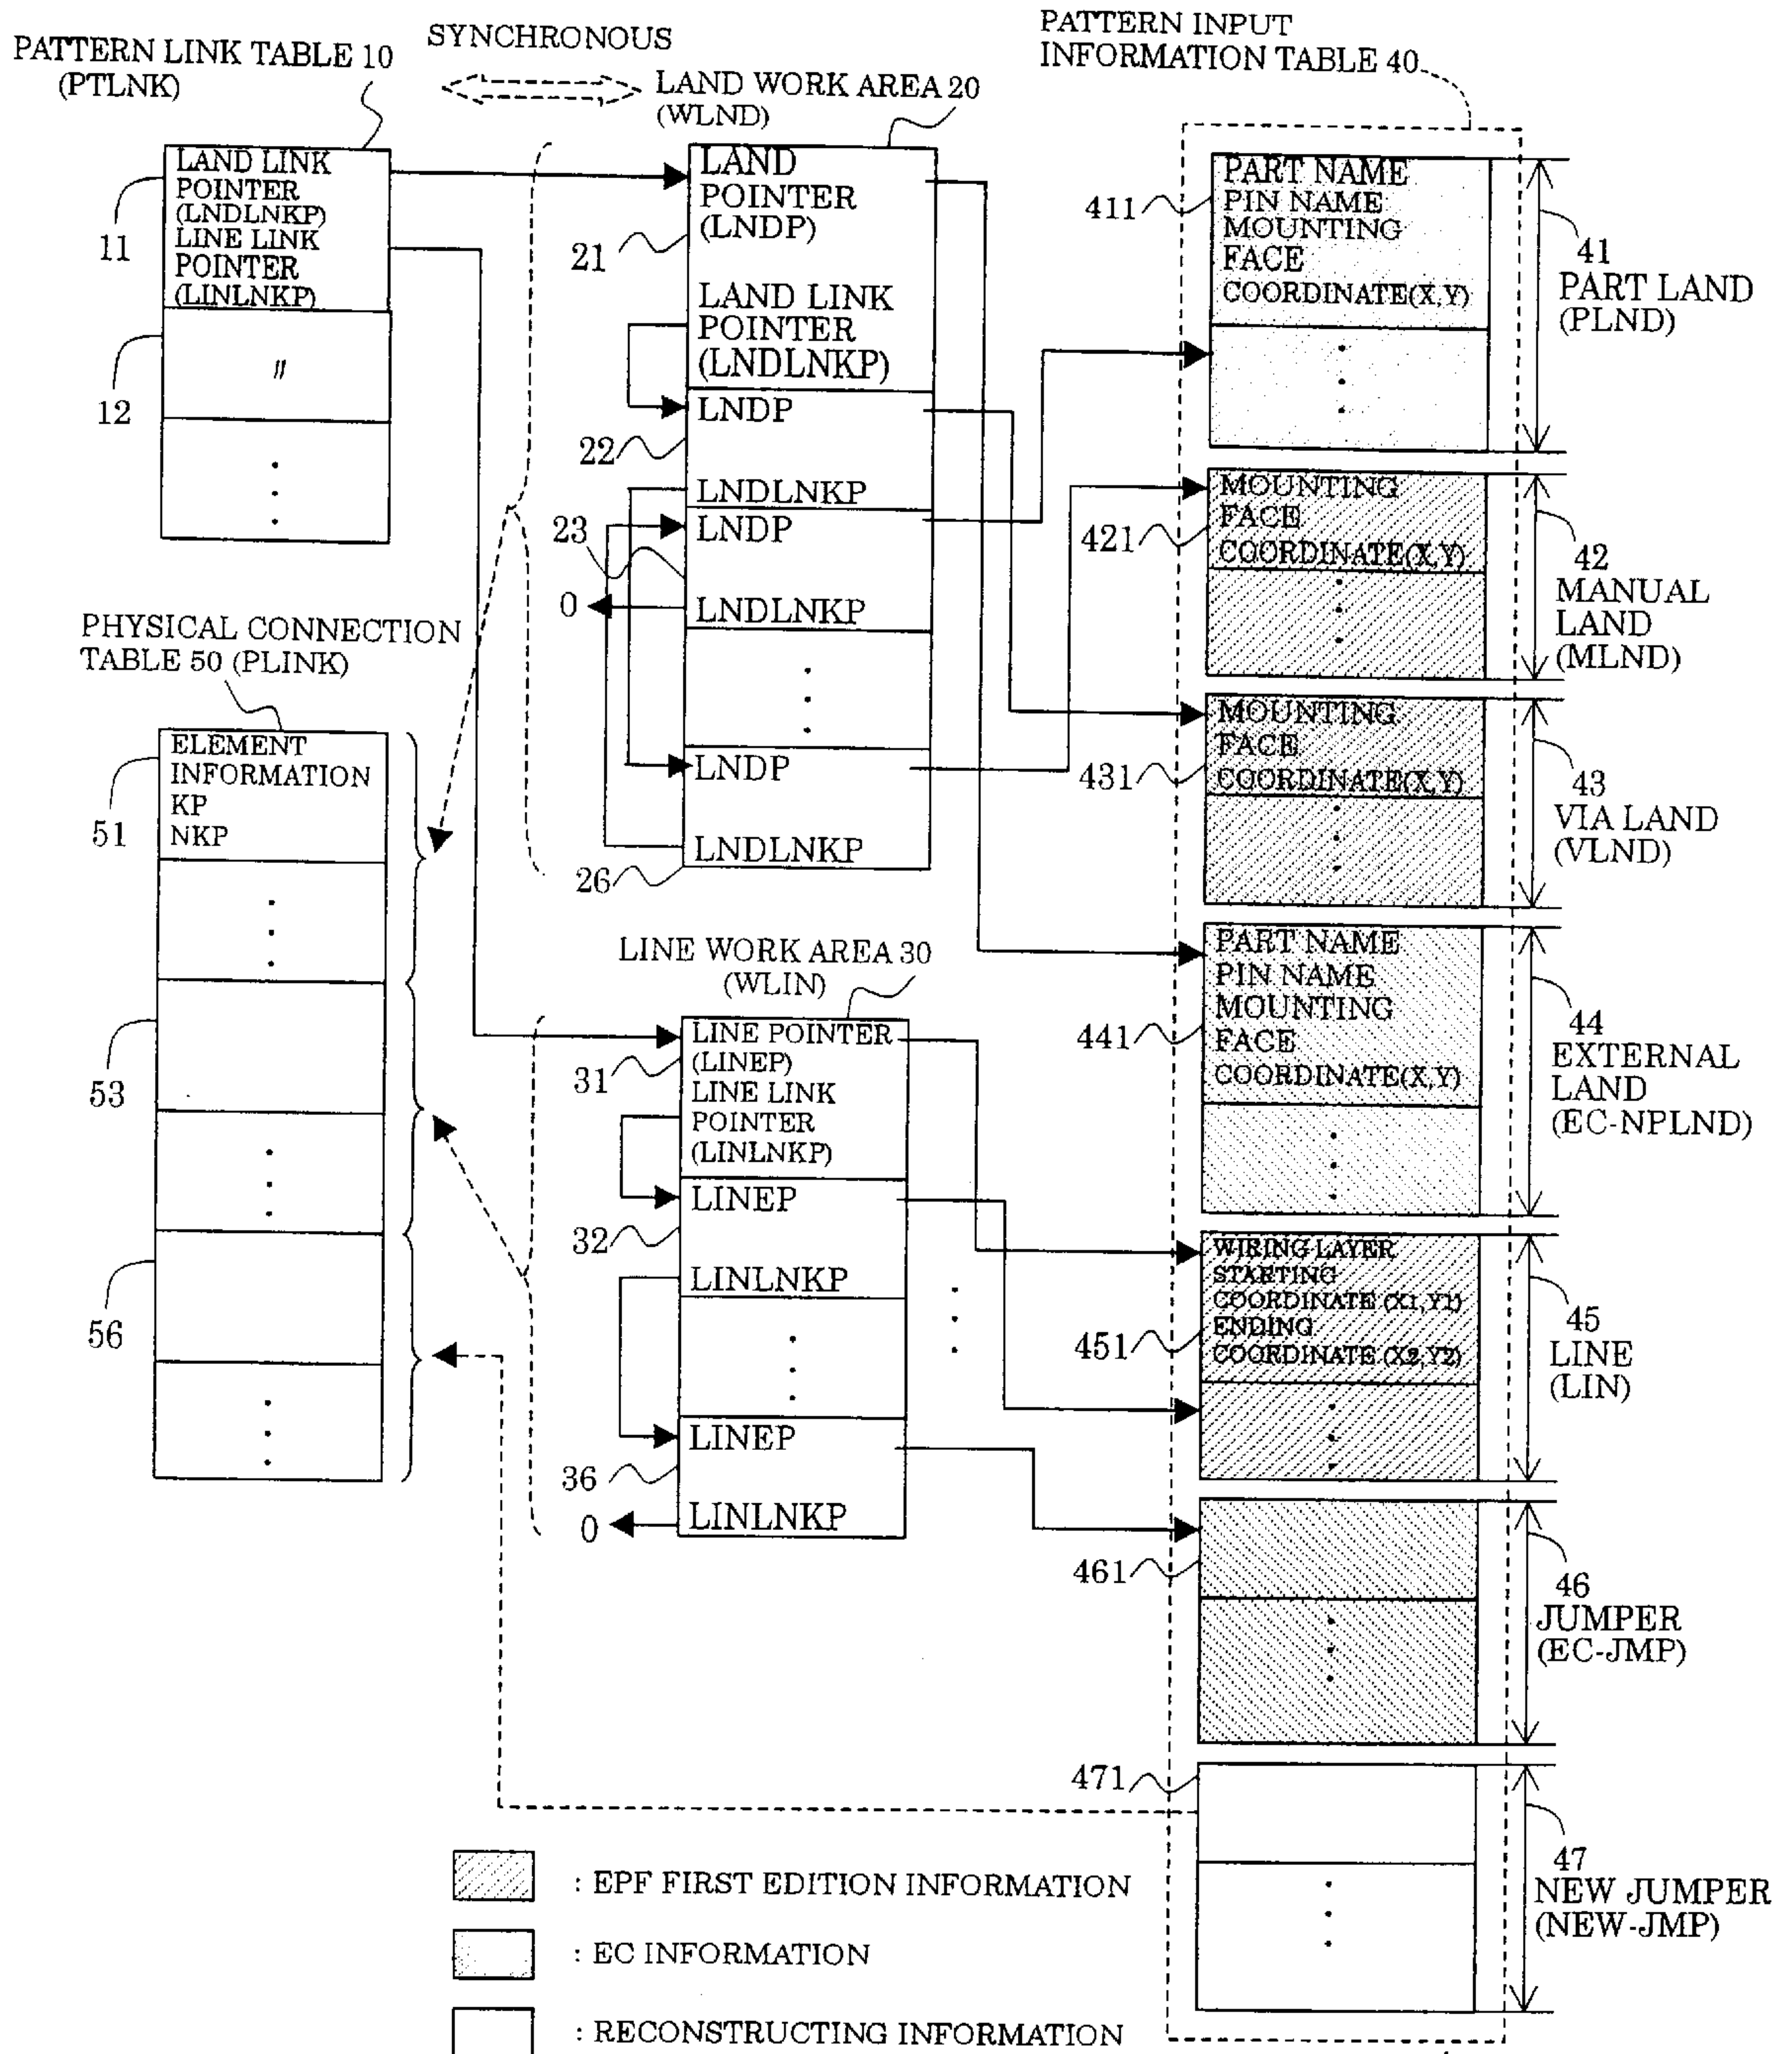 PATTERN LINK TABLE 10
(PTLNK)
SYNCHRONOUS
LAND WORK AREA 20
(WLND)
PATTERN INPUT
INFORMATION TABLE 40
LAND LINK
POINTER
(LNDLNKP)
LINE LINK
POINTER
(LINLNKP)
11
〃
12
LAND
POINTER
(LNDP)
21
LAND LINK
POINTER
(LNDLNKP)
LNDP
22
LNDLNKP
LNDP
23
0
LNDLNKP
LNDP
LNDLNKP
26
PHYSICAL CONNECTION
TABLE 50 (PLINK)
ELEMENT
INFORMATION
KP
NKP
51
53
56
LINE WORK AREA 30
(WLIN)
LINE POINTER
(LINEP)
31
LINE LINK
POINTER
(LINLNKP)
LINEP
32
LINLNKP
LINEP
36
LINLNKP
0
PART NAME
PIN NAME
MOUNTING
FACE
COORDINATE(X,Y)
411
41
PART LAND
(PLND)
MOUNTING
FACE
COORDINATE(X,Y)
421
42
MANUAL
LAND
(MLND)
MOUNTING
FACE
COORDINATE(X,Y)
431
43
VIA LAND
(VLND)
PART NAME
PIN NAME
MOUNTING
FACE
COORDINATE(X,Y)
441
44
EXTERNAL
LAND
(EC-NPLND)
WIRING LAYER
STARTING
COORDINATE (X1,Y1)
ENDING
COORDINATE (X2,Y2)
451
45
LINE
(LIN)
461
46
JUMPER
(EC-JMP)
471
47
NEW JUMPER
(NEW-JMP)
: EPF FIRST EDITION INFORMATION
: EC INFORMATION
: RECONSTRUCTING INFORMATION